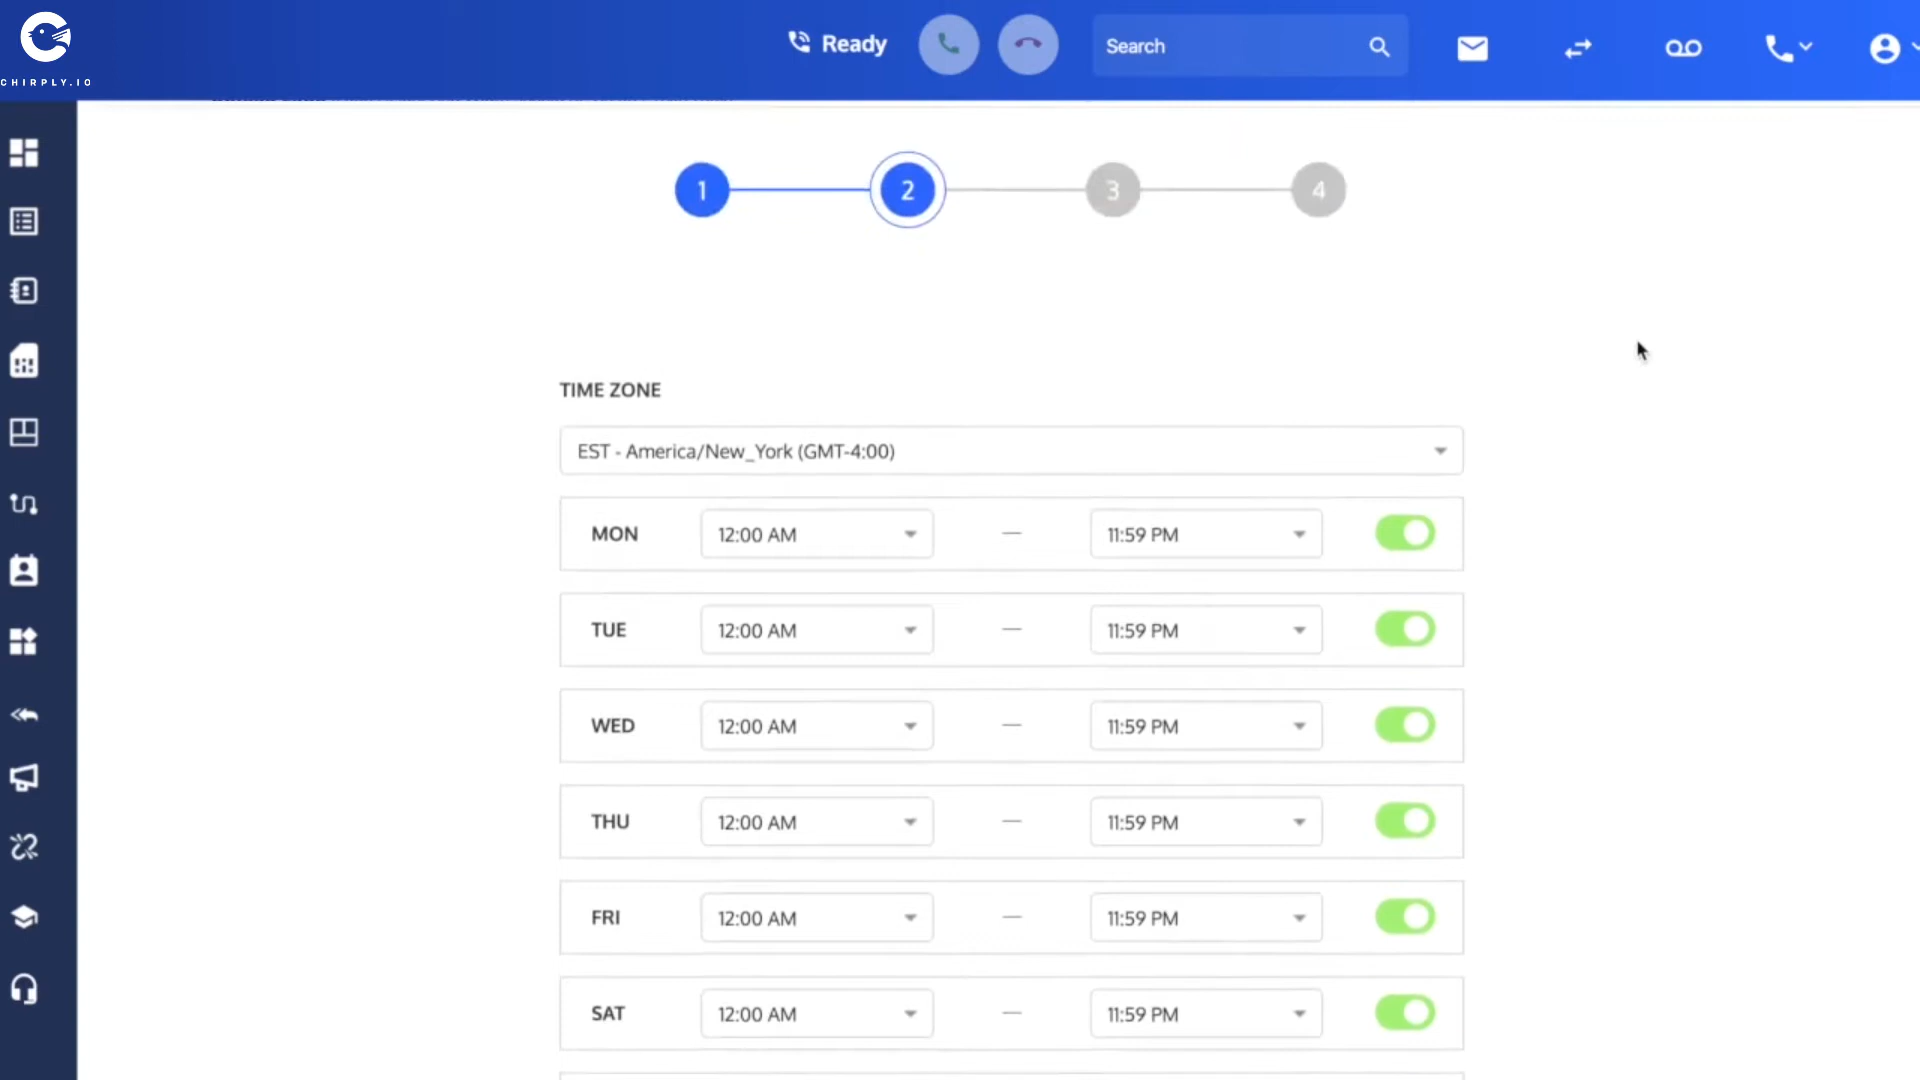 CHIRPLY.IO
Ready
Search
1 2 3 4
TIME ZONE
EST - America/New_York (GMT-4:00)
MON 12:00 AM — 11:59 PM
TUE 12:00 AM — 11:59 PM
WED 12:00 AM — 11:59 PM
THU 12:00 AM — 11:59 PM
FRI 12:00 AM — 11:59 PM
SAT 12:00 AM — 11:59 PM